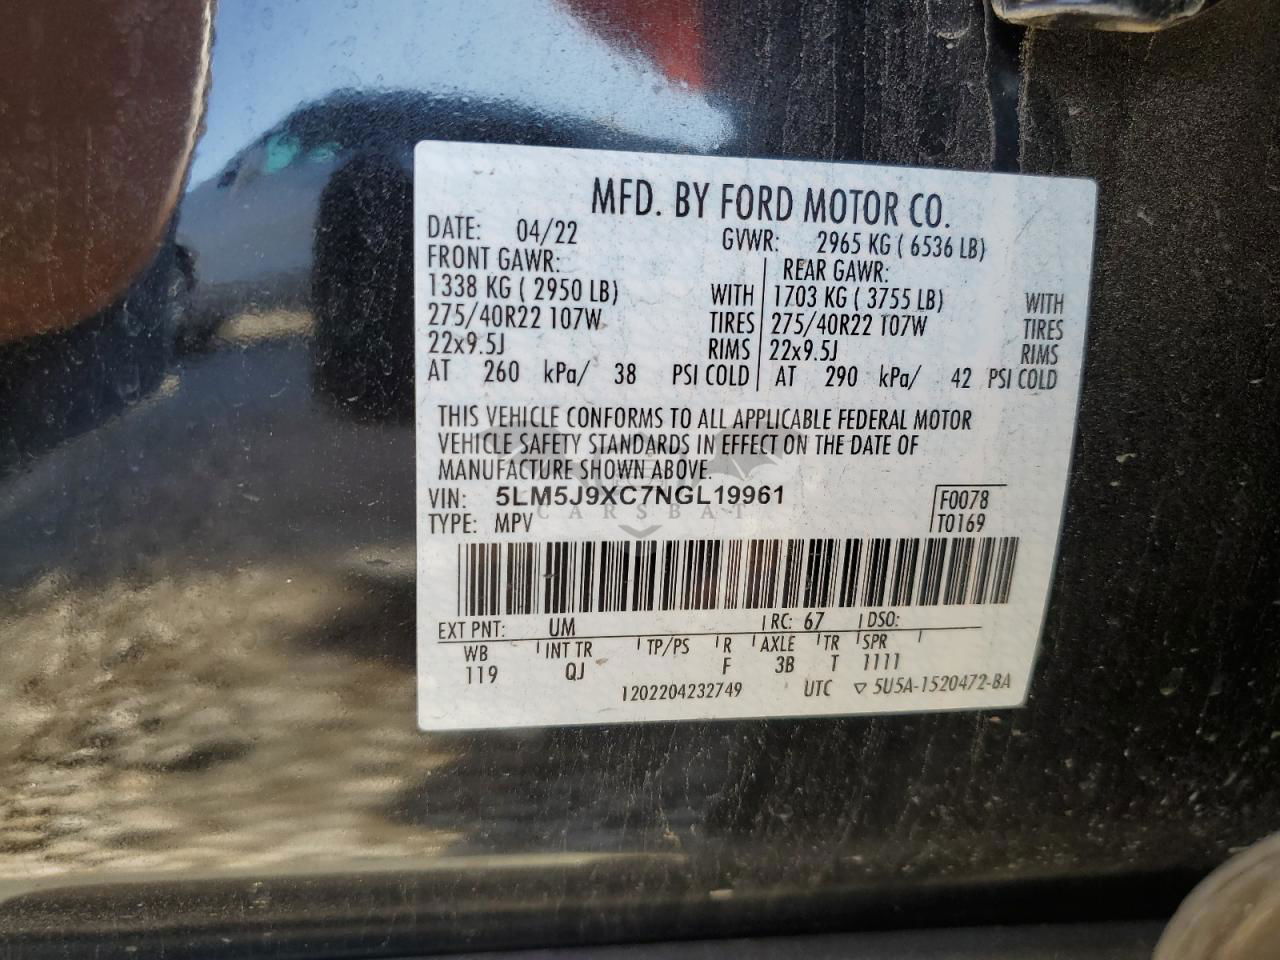 MFD. BY FORD MOTOR CO.
DATE: 04/22 GVWR: 2965 KG ( 6536 LB)
FRONT GAWR: REAR GAWR:
1338 KG ( 2950 LB) WITH 1703 KG ( 3755 LB) WITH
275/40R22 107W TIRES 275/40R22 107W TIRES
22x9.5J RIMS 22x9.5J RIMS
AT 260 kPa/ 38 PSI COLD AT 290 kPa/ 42 PSI COLD
THIS VEHICLE CONFORMS TO ALL APPLICABLE FEDERAL MOTOR
VEHICLE SAFETY STANDARDS IN EFFECT ON THE DATE OF
MANUFACTURE SHOWN ABOVE.
VIN: 5LM5J9XC7NGL19961 F0078
TYPE: MPV T0169
CARSBAT
EXT PNT: UM RC: 67 DSO:
WB INT TR TP/PS R AXLE TR SPR
119 QJ F 3B T 1111
1202204232749 UTC ▽ 5U5A-1520472-BA